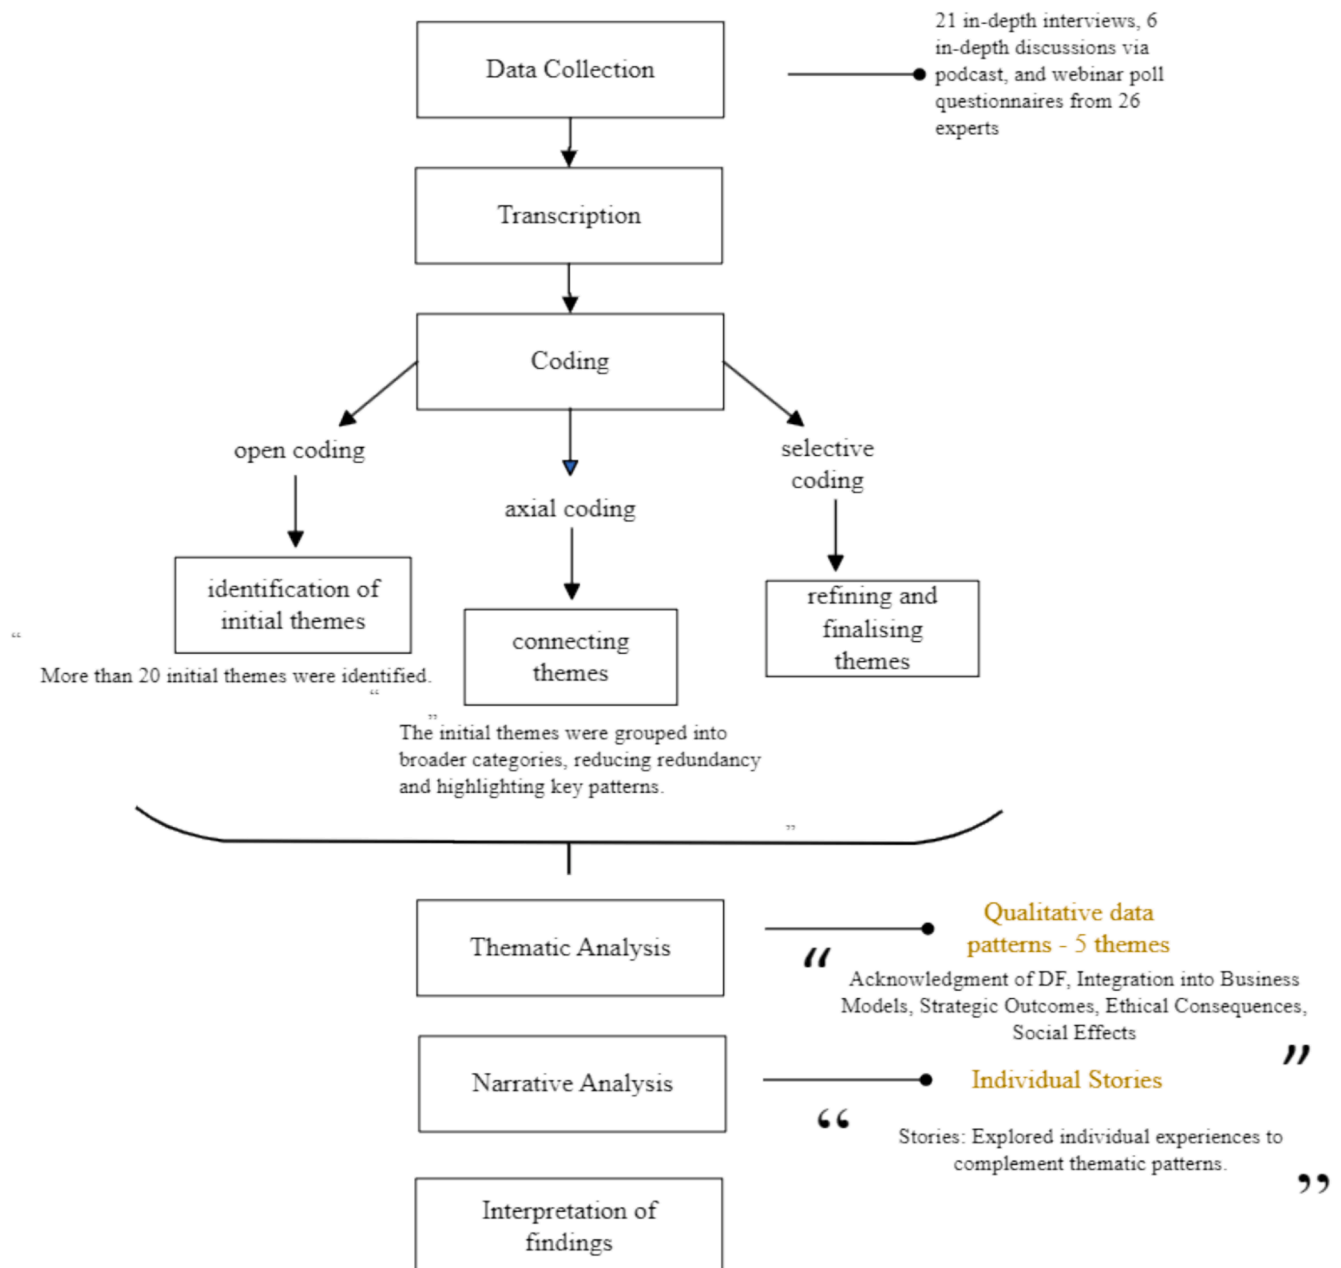 Data Collection
21 in-depth interviews, 6
in-depth discussions via
podcast, and webinar poll
questionnaires from 26
experts
Transcription
Coding
open coding
axial coding
selective
coding
identification of
initial themes
connecting
themes
refining and
finalising
themes
“
More than 20 initial themes were identified.
“
”
The initial themes were grouped into
broader categories, reducing redundancy
and highlighting key patterns.
”
Thematic Analysis
Qualitative data
patterns - 5 themes
“
Acknowledgment of DF, Integration into Business
Models, Strategic Outcomes, Ethical Consequences,
Social Effects
”
Narrative Analysis
Individual Stories
“
Stories: Explored individual experiences to
complement thematic patterns.
”
Interpretation of
findings